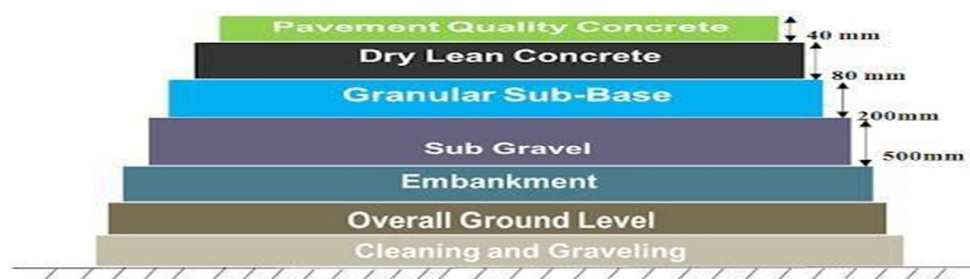 Pavement Quality Concrete
40 mm
Dry Lean Concrete
80 mm
Granular Sub-Base
200mm
Sub Gravel
500mm
Embankment
Overall Ground Level
Cleaning and Graveling